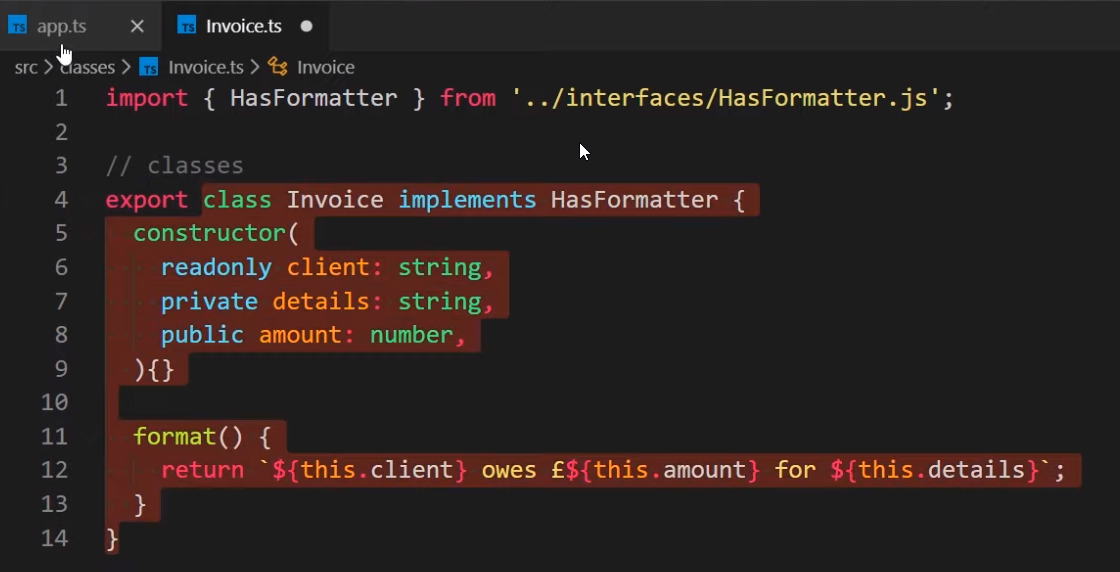 TS app.ts × TS Invoice.ts ●
src > classes > TS Invoice.ts > Invoice
1 import { HasFormatter } from '../interfaces/HasFormatter.js';
2
3 // classes
4 export class Invoice implements HasFormatter {
5   constructor(
6     readonly client: string,
7     private details: string,
8     public amount: number,
9   ){}
10
11   format() {
12     return `${this.client} owes £${this.amount} for ${this.details}`;
13   }
14 }